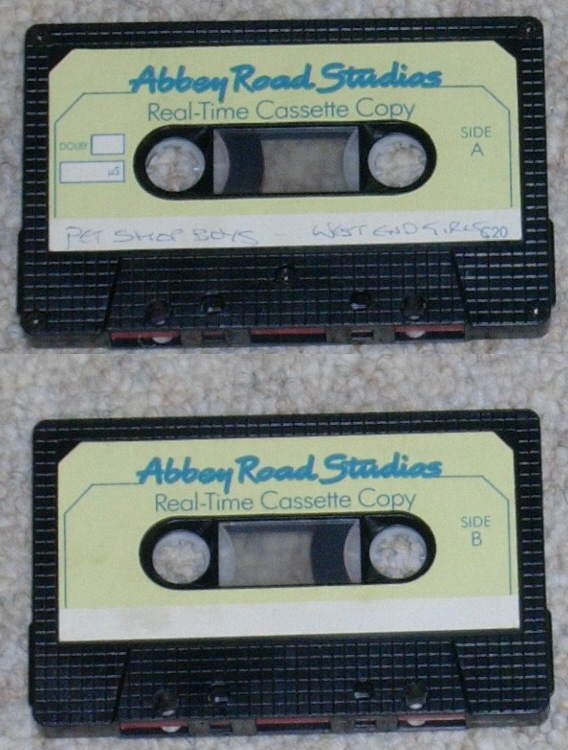 Abbey Road Studios
Real-Time Cassette Copy
SIDE
A
DOLBY
µS
PET SHOP BOYS - WEST END GIRLS C20
Abbey Road Studios
Real-Time Cassette Copy
SIDE
B